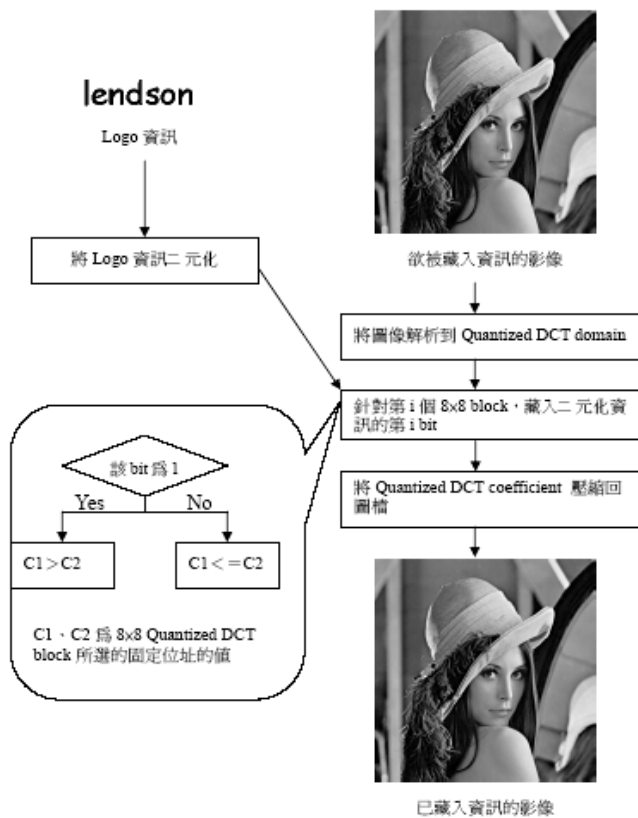 lendson
Logo 資訊
將 Logo 資訊二 元化
欲被藏入資訊的影像
將圖像解析到 Quantized DCT domain
針對第 i 個 8x8 block，藏入二 元化資
訊的第 i bit
將 Quantized DCT coefficient 壓縮回
圖檔
該 bit 為 1
Yes
No
C1＞C2
C1＜＝C2
C1、C2 為 8x8 Quantized DCT
block 所選的固定位址的值
已藏入資訊的影像